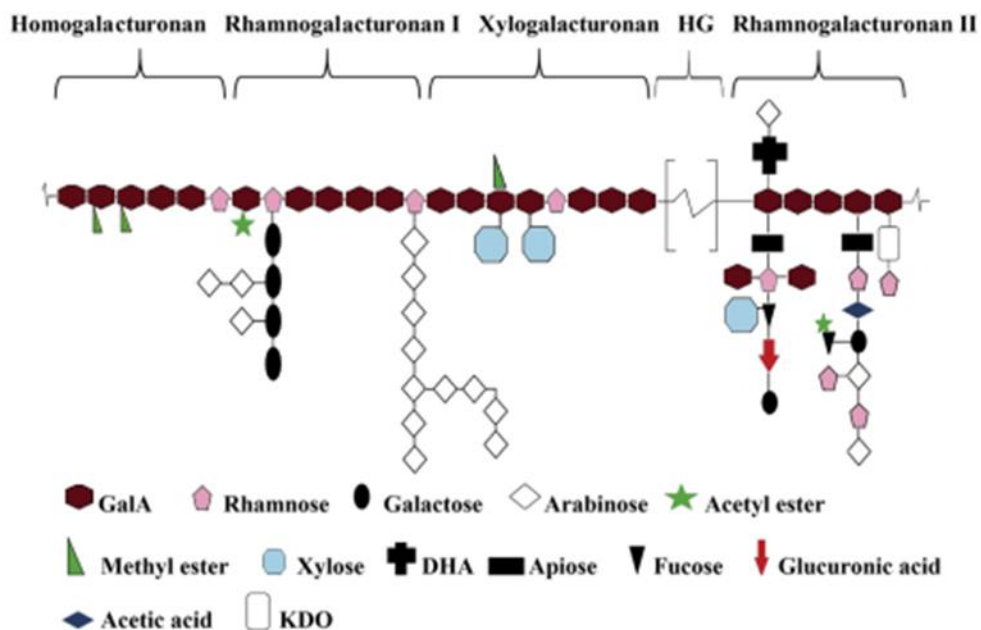 Homogalacturonan Rhamnogalacturonan I Xylogalacturonan HG Rhamnogalacturonan II
GalA Rhamnose Galactose Arabinose Acetyl ester
Methyl ester Xylose DHA Apiose Fucose Glucuronic acid
Acetic acid KDO